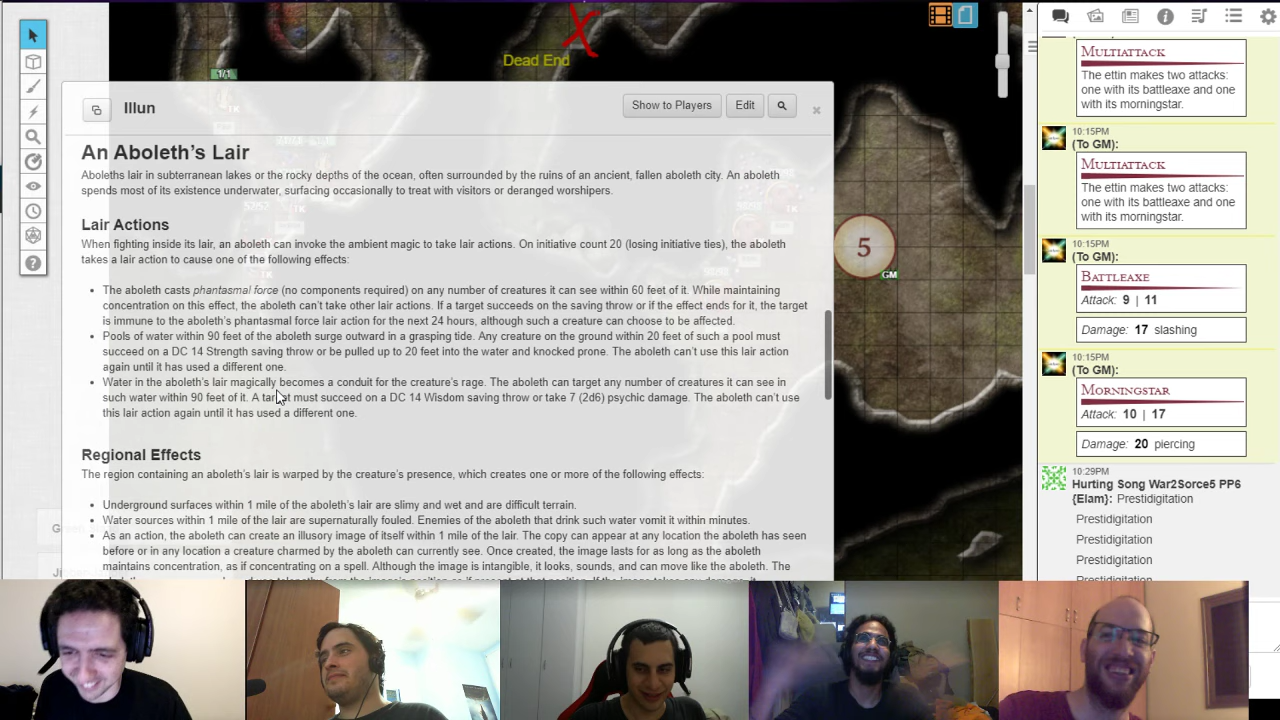 Dead End
1/1
Illun
Show to Players
Edit
An Aboleth's Lair
Aboleths lair in subterranean lakes or the rocky depths of the ocean, often surrounded by the ruins of an ancient, fallen aboleth city. An aboleth
spends most of its existence underwater, surfacing occasionally to treat with visitors or deranged worshipers.
Lair Actions
When fighting inside its lair, an aboleth can invoke the ambient magic to take lair actions. On initiative count 20 (losing initiative ties), the aboleth
takes a lair action to cause one of the following effects:
• The aboleth casts phantasmal force (no components required) on any number of creatures it can see within 60 feet of it. While maintaining
concentration on this effect, the aboleth can't take other lair actions. If a target succeeds on the saving throw or if the effect ends for it, the target
is immune to the aboleth's phantasmal force lair action for the next 24 hours, although such a creature can choose to be affected.
• Pools of water within 90 feet of the aboleth surge outward in a grasping tide. Any creature on the ground within 20 feet of such a pool must
succeed on a DC 14 Strength saving throw or be pulled up to 20 feet into the water and knocked prone. The aboleth can't use this lair action
again until it has used a different one.
• Water in the aboleth's lair magically becomes a conduit for the creature's rage. The aboleth can target any number of creatures it can see in
such water within 90 feet of it. A target must succeed on a DC 14 Wisdom saving throw or take 7 (2d6) psychic damage. The aboleth can't use
this lair action again until it has used a different one.
Regional Effects
The region containing an aboleth's lair is warped by the creature's presence, which creates one or more of the following effects:
• Underground surfaces within 1 mile of the aboleth's lair are slimy and wet and are difficult terrain.
• Water sources within 1 mile of the lair are supernaturally fouled. Enemies of the aboleth that drink such water vomit it within minutes.
• As an action, the aboleth can create an illusory image of itself within 1 mile of the lair. The copy can appear at any location the aboleth has seen
before or in any location a creature charmed by the aboleth can currently see. Once created, the image lasts for as long as the aboleth
maintains concentration, as if concentrating on a spell. Although the image is intangible, it looks, sounds, and can move like the aboleth. The
5
GM
MULTIATTACK
The ettin makes two attacks:
one with its battleaxe and one
with its morningstar.
10:15PM
(To GM):
MULTIATTACK
The ettin makes two attacks:
one with its battleaxe and one
with its morningstar.
10:15PM
(To GM):
BATTLEAXE
Attack: 9 | 11
Damage: 17 slashing
10:15PM
(To GM):
MORNINGSTAR
Attack: 10 | 17
Damage: 20 piercing
10:29PM
Hurting Song War2Sorce5 PP6
{Elam}: Prestidigitation
Prestidigitation
Prestidigitation
Prestidigitation
Prestidigitation